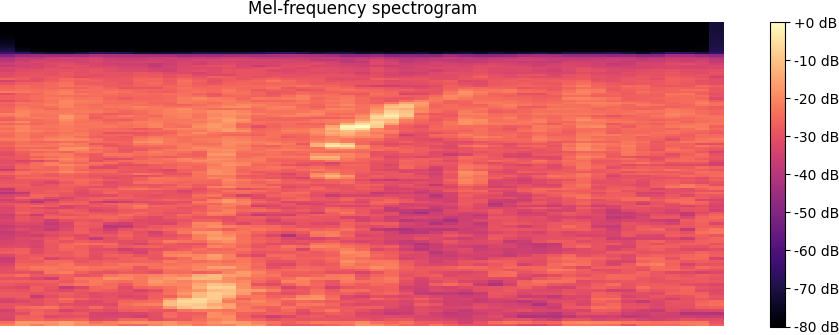 Mel-frequency spectrogram
+0 dB
-10 dB
-20 dB
-30 dB
-40 dB
-50 dB
-60 dB
-70 dB
-80 dB